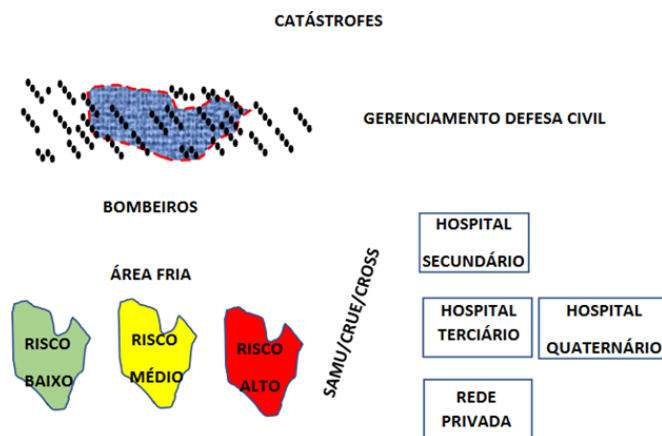 CATÁSTROFES
GERENCIAMENTO DEFESA CIVIL
BOMBEIROS
ÁREA FRIA
RISCO
BAIXO
RISCO
MÉDIO
RISCO
ALTO
SAMU/CRUE/CROSS
HOSPITAL
SECUNDÁRIO
HOSPITAL
TERCIÁRIO
HOSPITAL
QUATERNÁRIO
REDE
PRIVADA